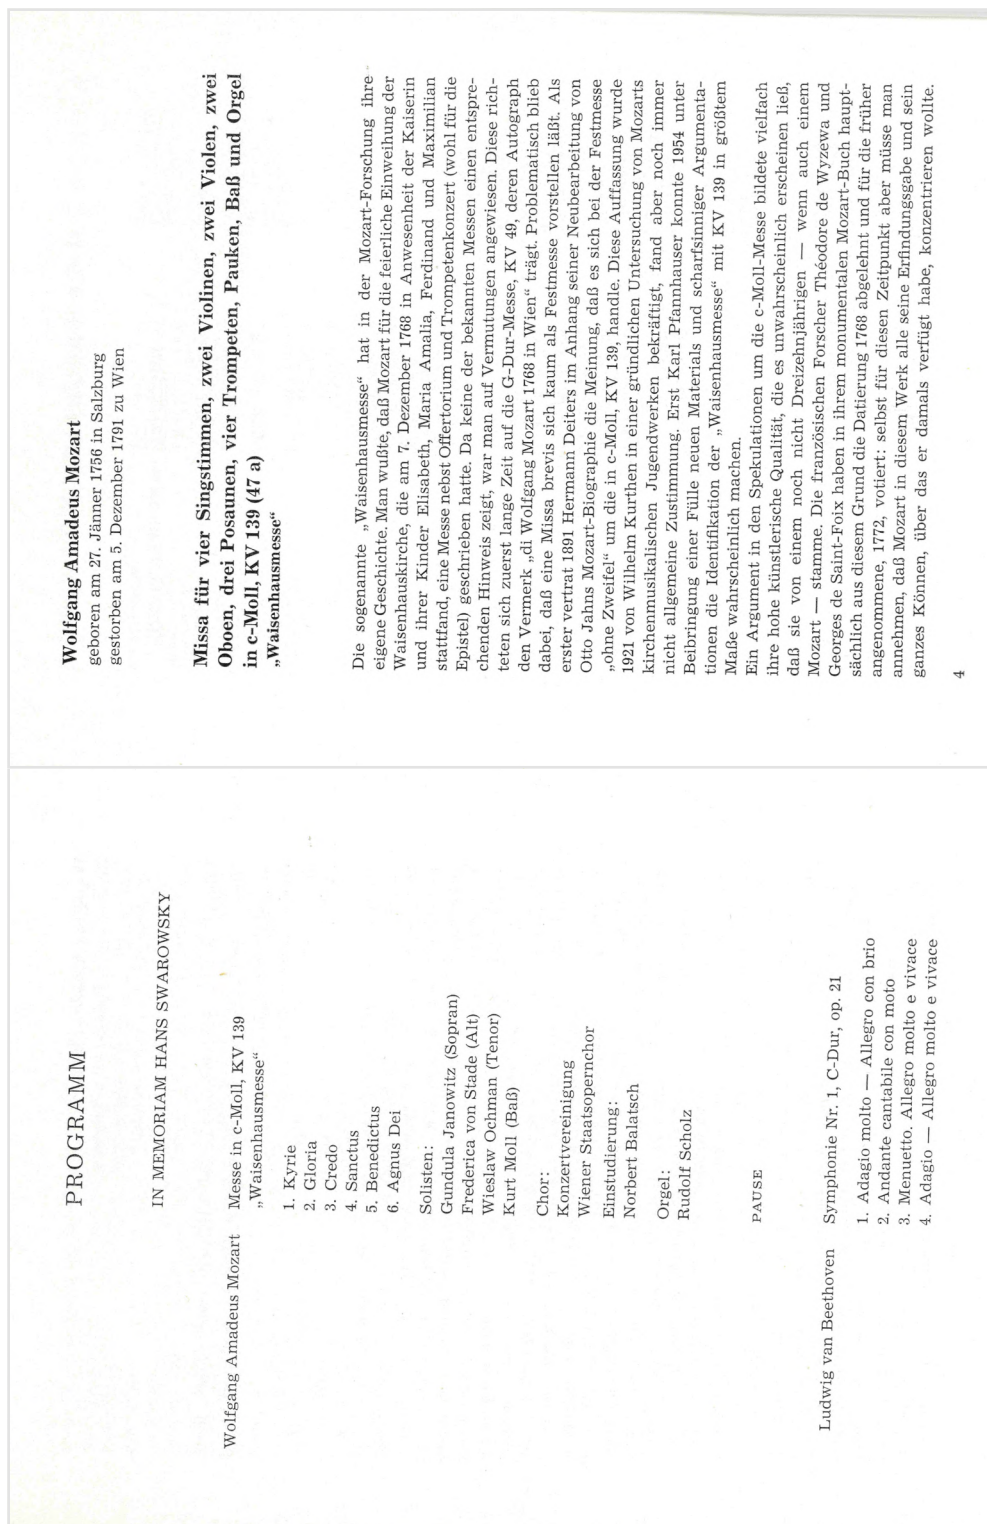 PROGRAMM
IN MEMORIAM HANS SWAROWSKY
Wolfgang Amadeus Mozart Messe in c-Moll, KV 139
„Waisenhausmesse“
1. Kyrie
2. Gloria
3. Credo
4. Sanctus
5. Benedictus
6. Agnus Dei
Solisten:
Gundula Janowitz (Sopran)
Frederica von Stade (Alt)
Wieslaw Ochman (Tenor)
Kurt Moll (Baß)
Chor:
Konzertvereinigung
Wiener Staatsopernchor
Einstudierung:
Norbert Balatsch
Orgel:
Rudolf Scholz
PAUSE
Ludwig van Beethoven Symphonie Nr. 1, C-Dur, op. 21
1. Adagio molto — Allegro con brio
2. Andante cantabile con moto
3. Menuetto. Allegro molto e vivace
4. Adagio — Allegro molto e vivace
Wolfgang Amadeus Mozart
geboren am 27. Jänner 1756 in Salzburg
gestorben am 5. Dezember 1791 zu Wien
Missa für vier Singstimmen, zwei Violinen, zwei Violen, zwei
Oboen, drei Posaunen, vier Trompeten, Pauken, Baß und Orgel
in c-Moll, KV 139 (47 a)
„Waisenhausmesse“
Die sogenannte „Waisenhausmesse“ hat in der Mozart-Forschung ihre
eigene Geschichte. Man wußte, daß Mozart für die feierliche Einweihung der
Waisenhauskirche, die am 7. Dezember 1768 in Anwesenheit der Kaiserin
und ihrer Kinder Elisabeth, Maria Amalia, Ferdinand und Maximilian
stattfand, eine Messe nebst Offertorium und Trompetenkonzert (wohl für die
Epistel) geschrieben hatte. Da keine der bekannten Messen einen entspre-
chenden Hinweis zeigt, war man auf Vermutungen angewiesen. Diese rich-
teten sich zuerst lange Zeit auf die G-Dur-Messe, KV 49, deren Autograph
den Vermerk „di Wolfgang Mozart 1768 in Wien“ trägt. Problematisch blieb
dabei, daß eine Missa brevis sich kaum als Festmesse vorstellen läßt. Als
erster vertrat 1891 Hermann Deiters im Anhang seiner Neubearbeitung von
Otto Jahns Mozart-Biographie die Meinung, daß es sich bei der Festmesse
„ohne Zweifel“ um die in c-Moll, KV 139, handle. Diese Auffassung wurde
1921 von Wilhelm Kurthen in einer gründlichen Untersuchung von Mozarts
kirchenmusikalischen Jugendwerken bekräftigt, fand aber noch immer
nicht allgemeine Zustimmung. Erst Karl Pfannhauser konnte 1954 unter
Beibringung einer Fülle neuen Materials und scharfsinniger Argumenta-
tionen die Identifikation der „Waisenhausmesse“ mit KV 139 in größtem
Maße wahrscheinlich machen.
Ein Argument in den Spekulationen um die c-Moll-Messe bildete vielfach
ihre hohe künstlerische Qualität, die es unwahrscheinlich erscheinen ließ,
daß sie von einem noch nicht Dreizehnjährigen — wenn auch einem
Mozart — stamme. Die französischen Forscher Théodore de Wyzewa und
Georges de Saint-Foix haben in ihrem monumentalen Mozart-Buch haupt-
sächlich aus diesem Grund die Datierung 1768 abgelehnt und für die früher
angenommene, 1772, votiert: selbst für diesen Zeitpunkt aber müsse man
annehmen, daß Mozart in diesem Werk alle seine Erfindungsgabe und sein
ganzes Können, über das er damals verfügt habe, konzentrieren wollte.
4